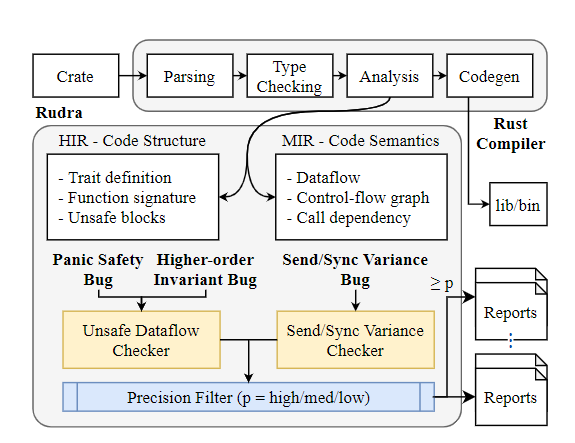 Crate
Parsing
Type
Checking
Analysis
Codegen
Rudra
Rust
Compiler
HIR - Code Structure
MIR - Code Semantics
- Trait definition
- Function signature
- Unsafe blocks
- Dataflow
- Control-flow graph
- Call dependency
lib/bin
Panic Safety
Bug
Higher-order
Invariant Bug
Send/Sync Variance
Bug
≥ p
Unsafe Dataflow
Checker
Send/Sync Variance
Checker
Reports
Precision Filter (p = high/med/low)
Reports